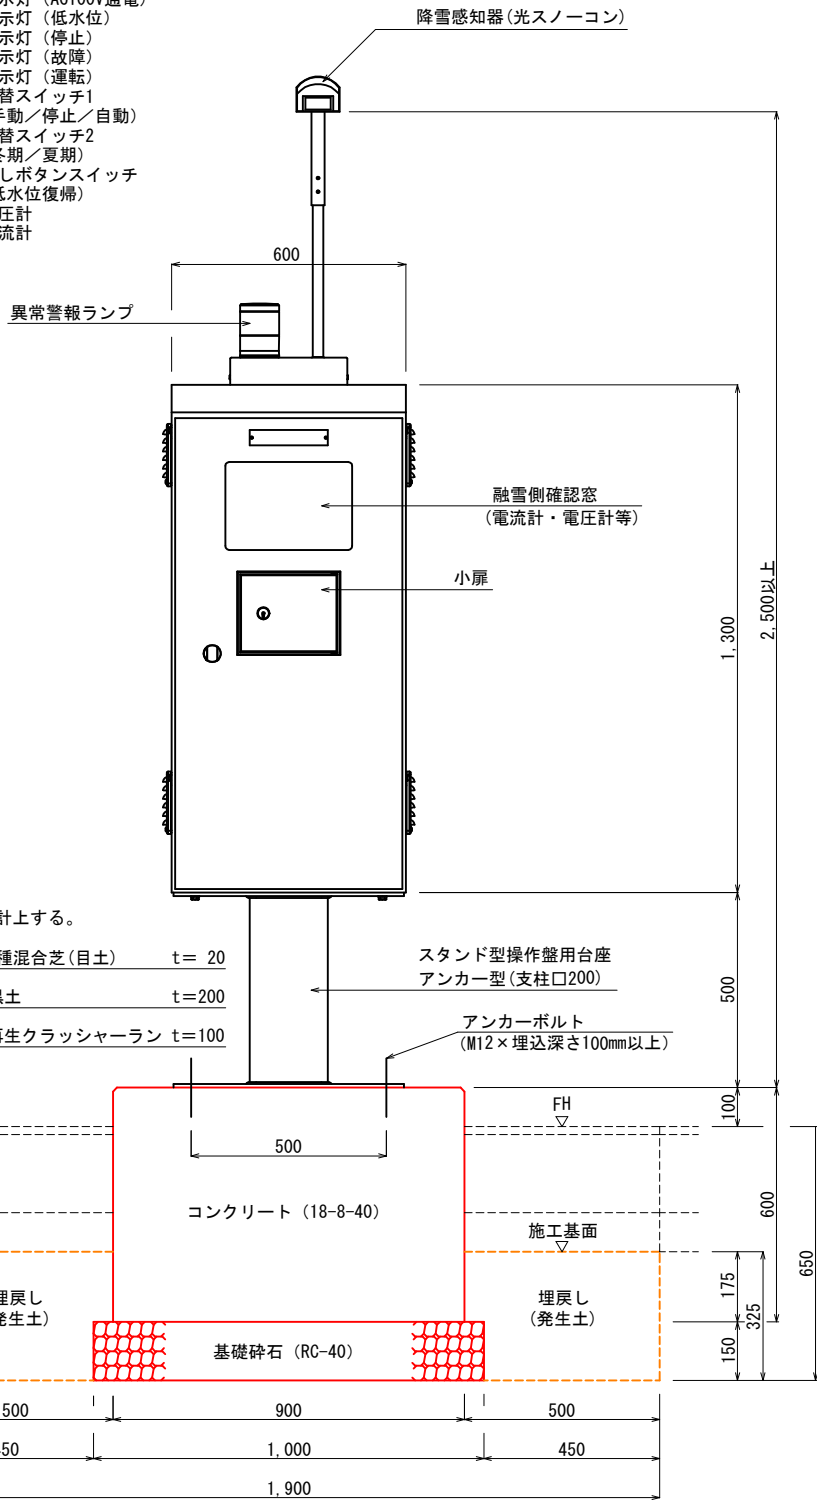 示灯（低水位）
示灯（停止）
示灯（故障）
示灯（運転）
替スイッチ1
手動／停止／自動）
替スイッチ2
冬期／夏期）
しボタンスイッチ
低水位復帰）
圧計
流計
降雪感知器(光スノーコン)
600
異常警報ランプ
融雪側確認窓
(電流計・電圧計等)
小扉
2,500以上
1,300
計上する。
種混合芝(目土) t= 20
黒土 t=200
再生クラッシャーラン t=100
スタンド型操作盤用台座
アンカー型(支柱口200)
500
アンカーボルト
(M12×埋込深さ100mm以上)
FH
100
500
コンクリート（18-8-40）
施工基面
600
650
埋戻し
(発生土)
埋戻し
(発生土)
175
325
150
基礎砕石（RC-40）
500
900
500
450
1,000
450
1,900